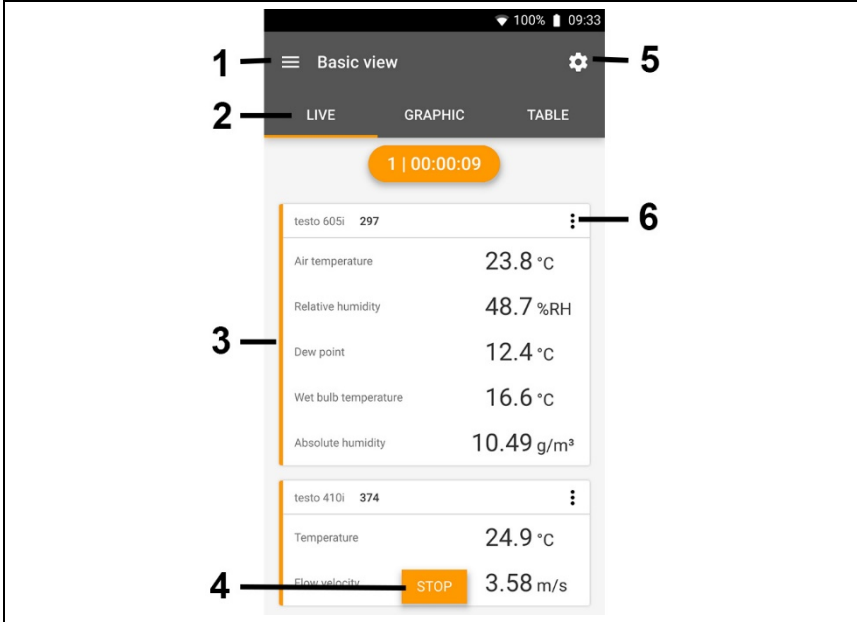 100% 09:33
1 Basic view 5
2 LIVE GRAPHIC TABLE
1 | 00:00:09
testo 605i 297 6
Air temperature 23.8 °C
Relative humidity 48.7 %RH
3 Dew point 12.4 °C
Wet bulb temperature 16.6 °C
Absolute humidity 10.49 g/m³
testo 410i 374
Temperature 24.9 °C
4 Flow velocity STOP 3.58 m/s